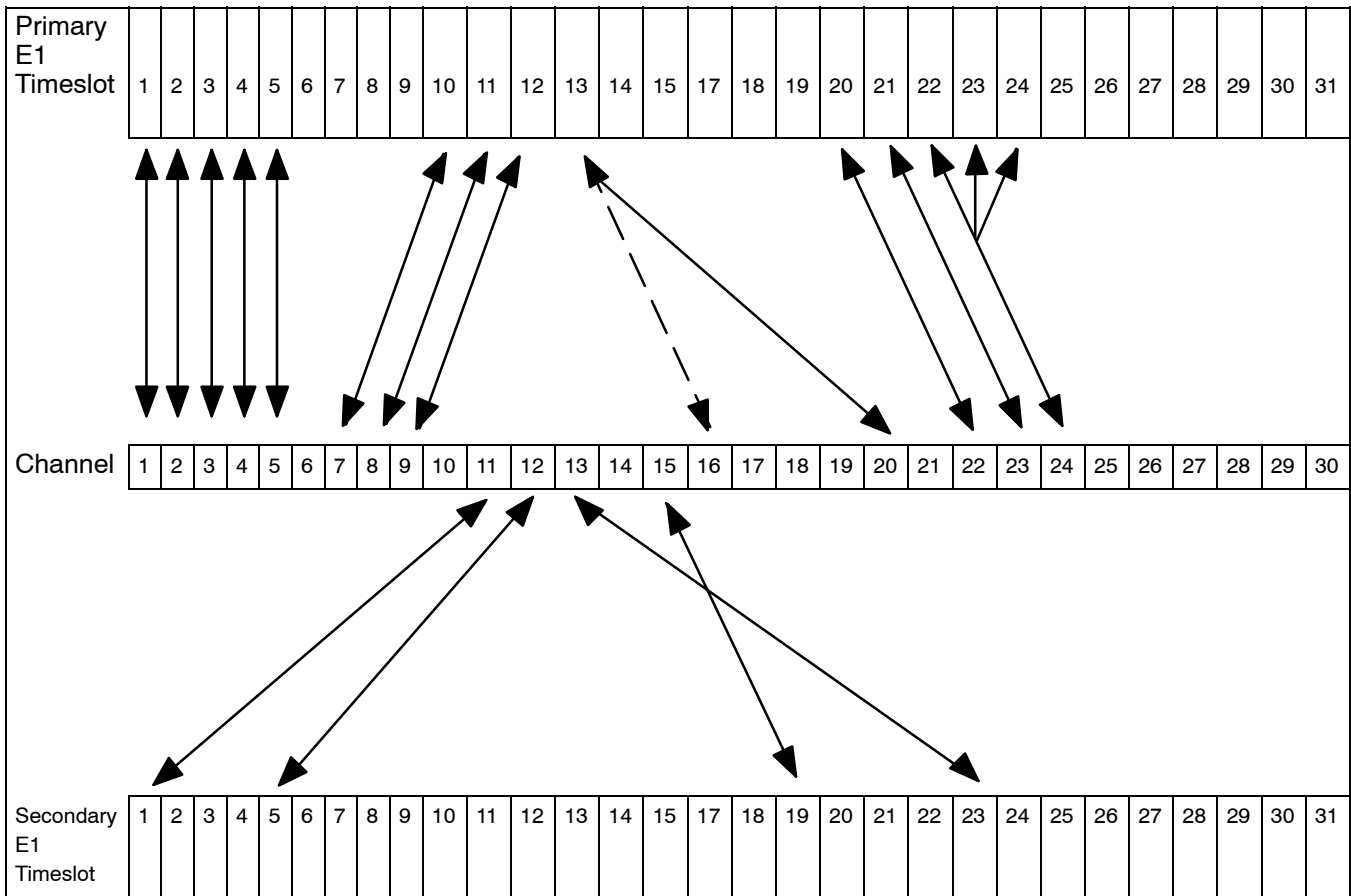 Primary
E1
Timeslot 1 2 3 4 5 6 7 8 9 10 11 12 13 14 15 17 18 19 20 21 22 23 24 25 26 27 28 29 30 31
Channel 1 2 3 4 5 6 7 8 9 10 11 12 13 14 15 16 17 18 19 20 21 22 23 24 25 26 27 28 29 30
Secondary 1 2 3 4 5 6 7 8 9 10 11 12 13 14 15 17 18 19 20 21 22 23 24 25 26 27 28 29 30 31
E1
Timeslot